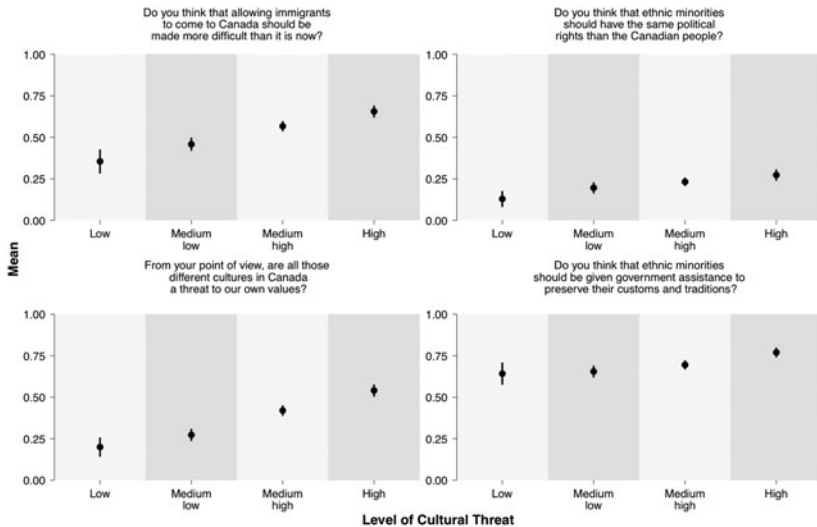 Do you think that allowing immigrants
to come to Canada should be
made more difficult than it is now?
1.00
0.75
0.50
0.25
0.00
Low
Medium
low
Medium
high
High
Do you think that ethnic minorities
should have the same political
rights than the Canadian people?
1.00
0.75
0.50
0.25
0.00
Low
Medium
low
Medium
high
High
Mean
From your point of view, are all those
different cultures in Canada
a threat to our own values?
1.00
0.75
0.50
0.25
0.00
Low
Medium
low
Medium
high
High
Do you think that ethnic minorities
should be given government assistance to
preserve their customs and traditions?
1.00
0.75
0.50
0.25
0.00
Low
Medium
low
Medium
high
High
Level of Cultural Threat